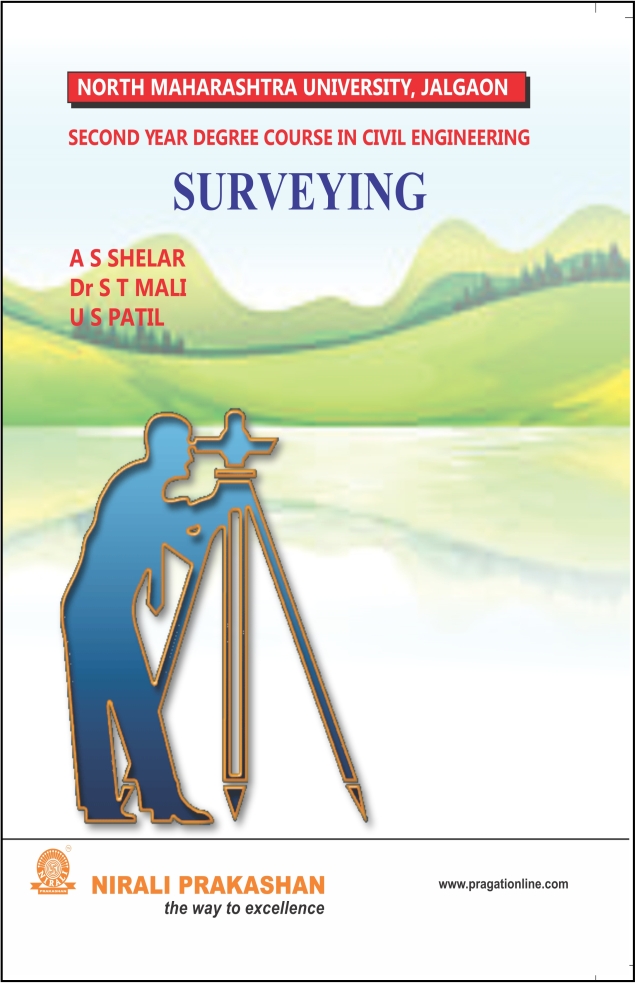 NORTH MAHARASHTRA UNIVERSITY, JALGAON
SECOND YEAR DEGREE COURSE IN CIVIL ENGINEERING
SURVEYING
A S SHELAR
Dr S T MALI
U S PATIL
NIRALI PRAKASHAN
the way to excellence
www.pragationline.com